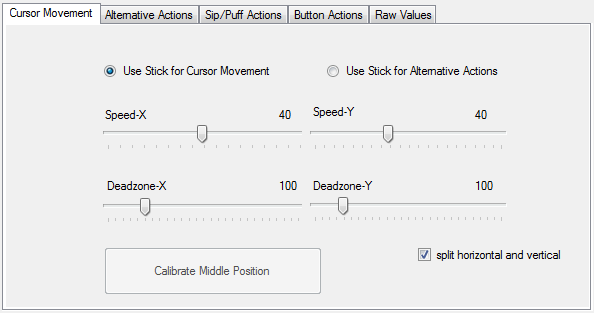 Cursor Movement Alternative Actions Sip/Puff Actions Button Actions Raw Values
Use Stick for Cursor Movement Use Stick for Alternative Actions
Speed-X 40 Speed-Y 40
Deadzone-X 100 Deadzone-Y 100
Calibrate Middle Position split horizontal and vertical